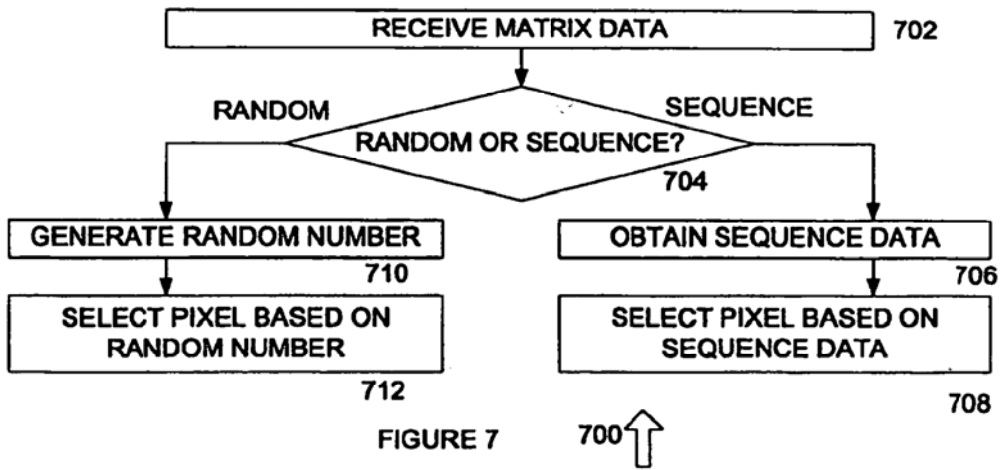 RECEIVE MATRIX DATA
702
RANDOM
SEQUENCE
RANDOM OR SEQUENCE?
704
GENERATE RANDOM NUMBER
710
OBTAIN SEQUENCE DATA
706
SELECT PIXEL BASED ON
RANDOM NUMBER
712
SELECT PIXEL BASED ON
SEQUENCE DATA
708
FIGURE 7
700